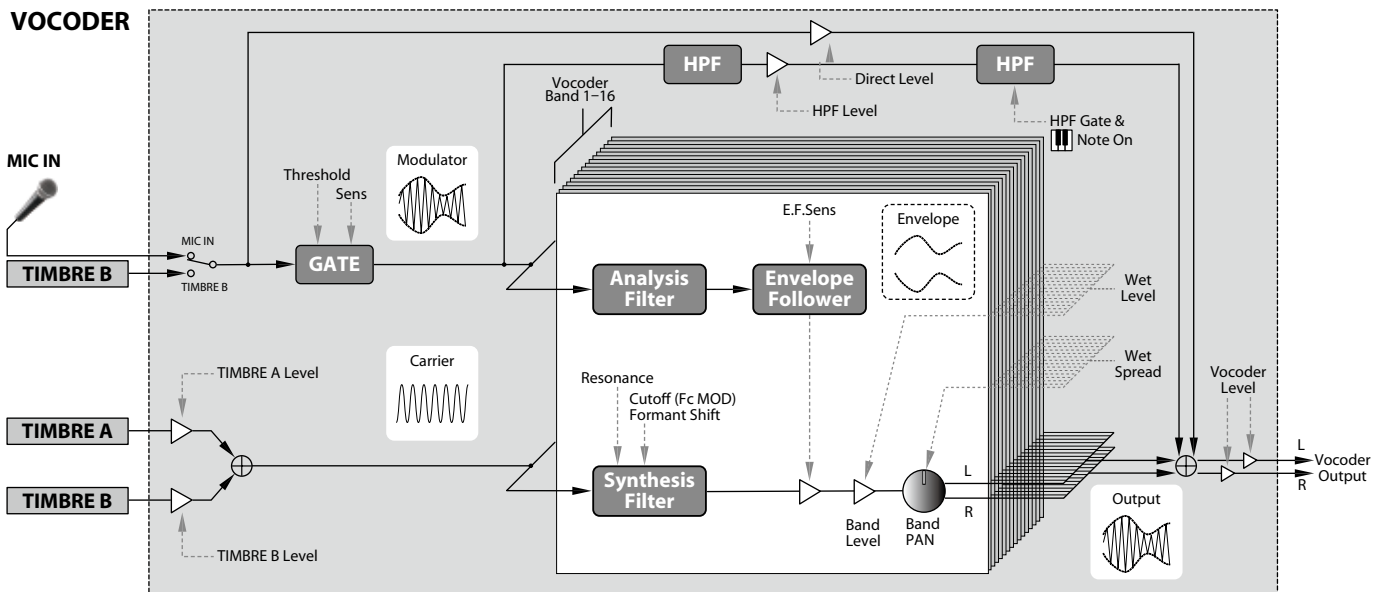 VOCODER
HPF
HPF
Direct Level
Vocoder
Band 1–16
HPF Level
HPF Gate &
Note On
MIC IN
Modulator
Threshold
Sens
E.F.Sens
Envelope
MIC IN
GATE
TIMBRE B
TIMBRE B
Analysis
Filter
Envelope
Follower
Wet
Level
Carrier
Wet
Spread
TIMBRE A Level
Resonance
Cutoff (Fc MOD)
Formant Shift
Vocoder
Level
TIMBRE A
L
Vocoder
Output
R
Synthesis
Filter
L
R
TIMBRE B
Output
Band
Level
Band
PAN
TIMBRE B Level